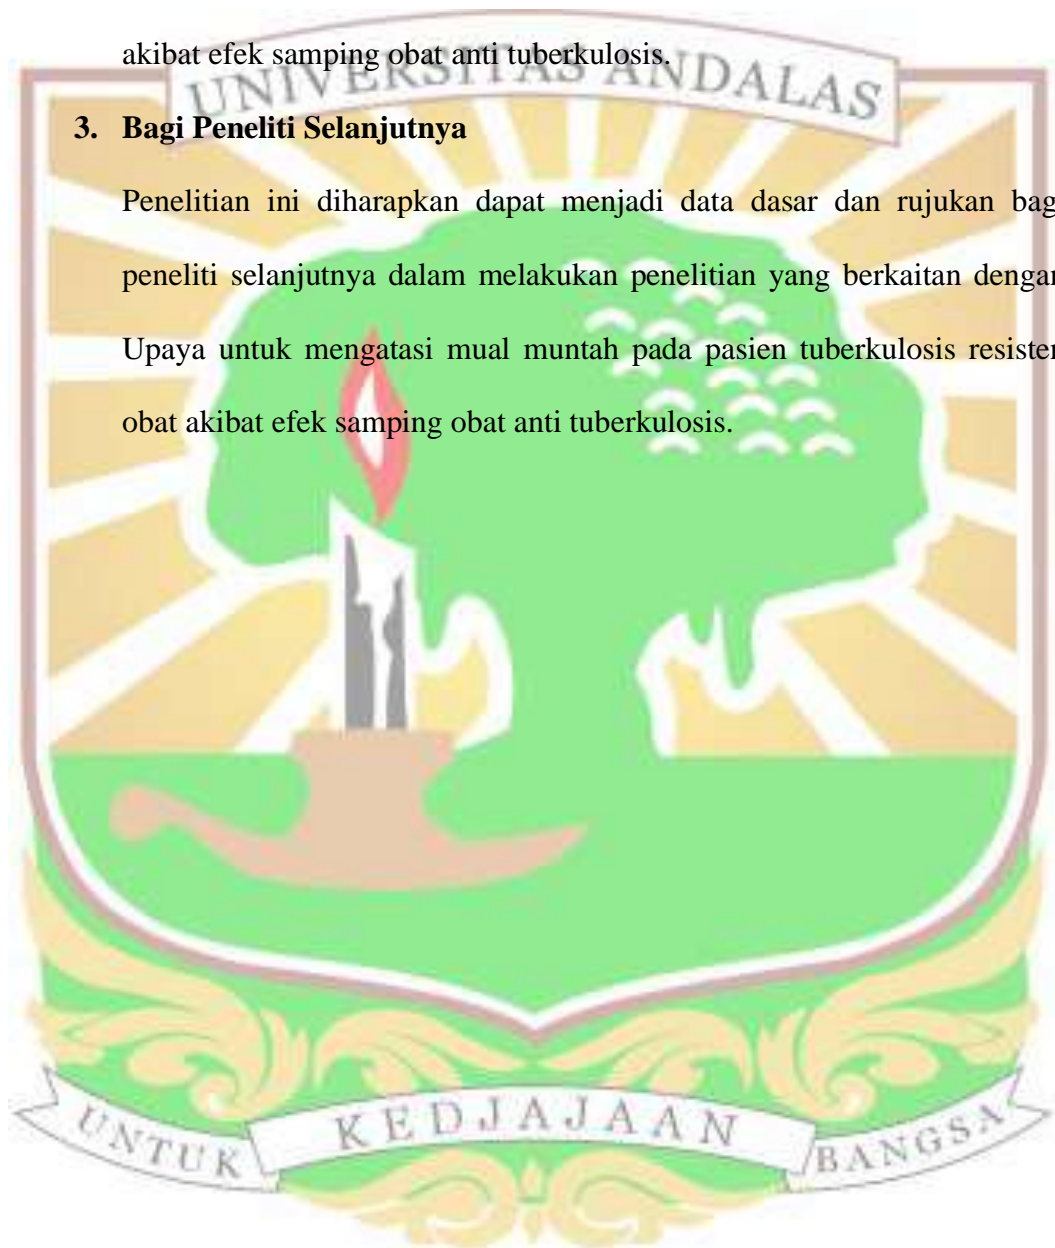 akibat efek samping obat anti tuberkulosis.
UNIVERSITAS ANDALAS
3. Bagi Peneliti Selanjutnya
Penelitian ini diharapkan dapat menjadi data dasar dan rujukan bag
peneliti selanjutnya dalam melakukan penelitian yang berkaitan dengan
Upaya untuk mengatasi mual muntah pada pasien tuberkulosis resisten
obat akibat efek samping obat anti tuberkulosis.
UNTUK KEDJAJAAN BANGSA